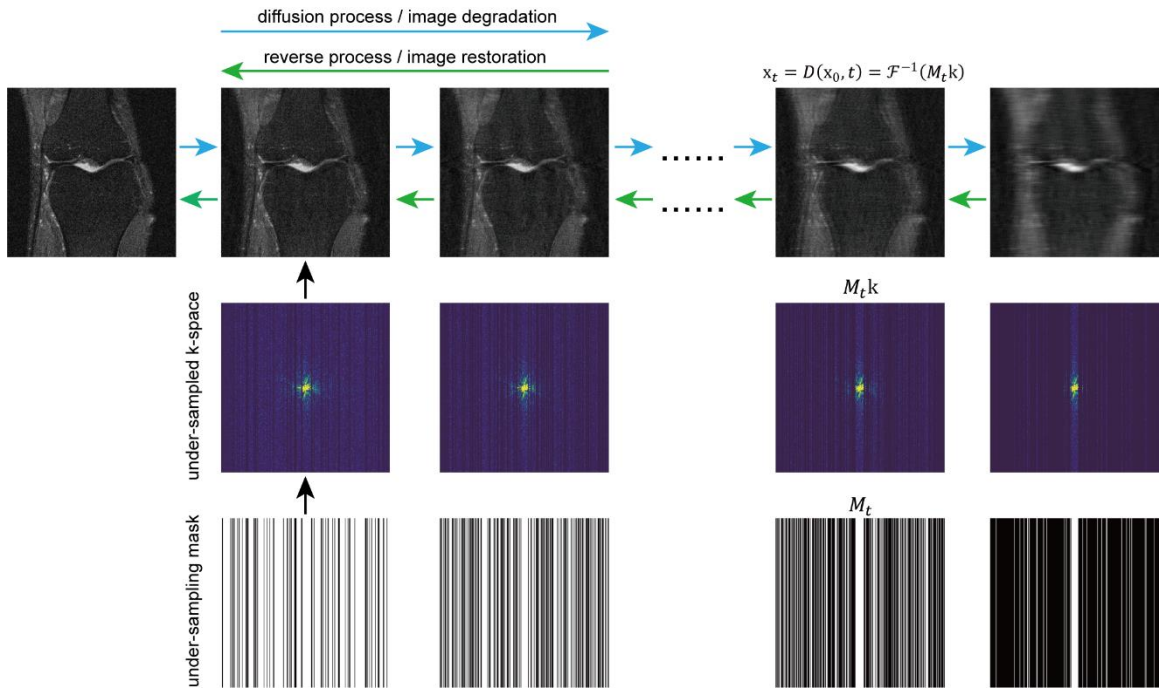 diffusion process / image degradation
reverse process / image restoration
x_t = D(x_0, t) = ℱ^{-1}(M_t k)
......
......
M_t k
under-sampled k-space
M_t
under-sampling mask